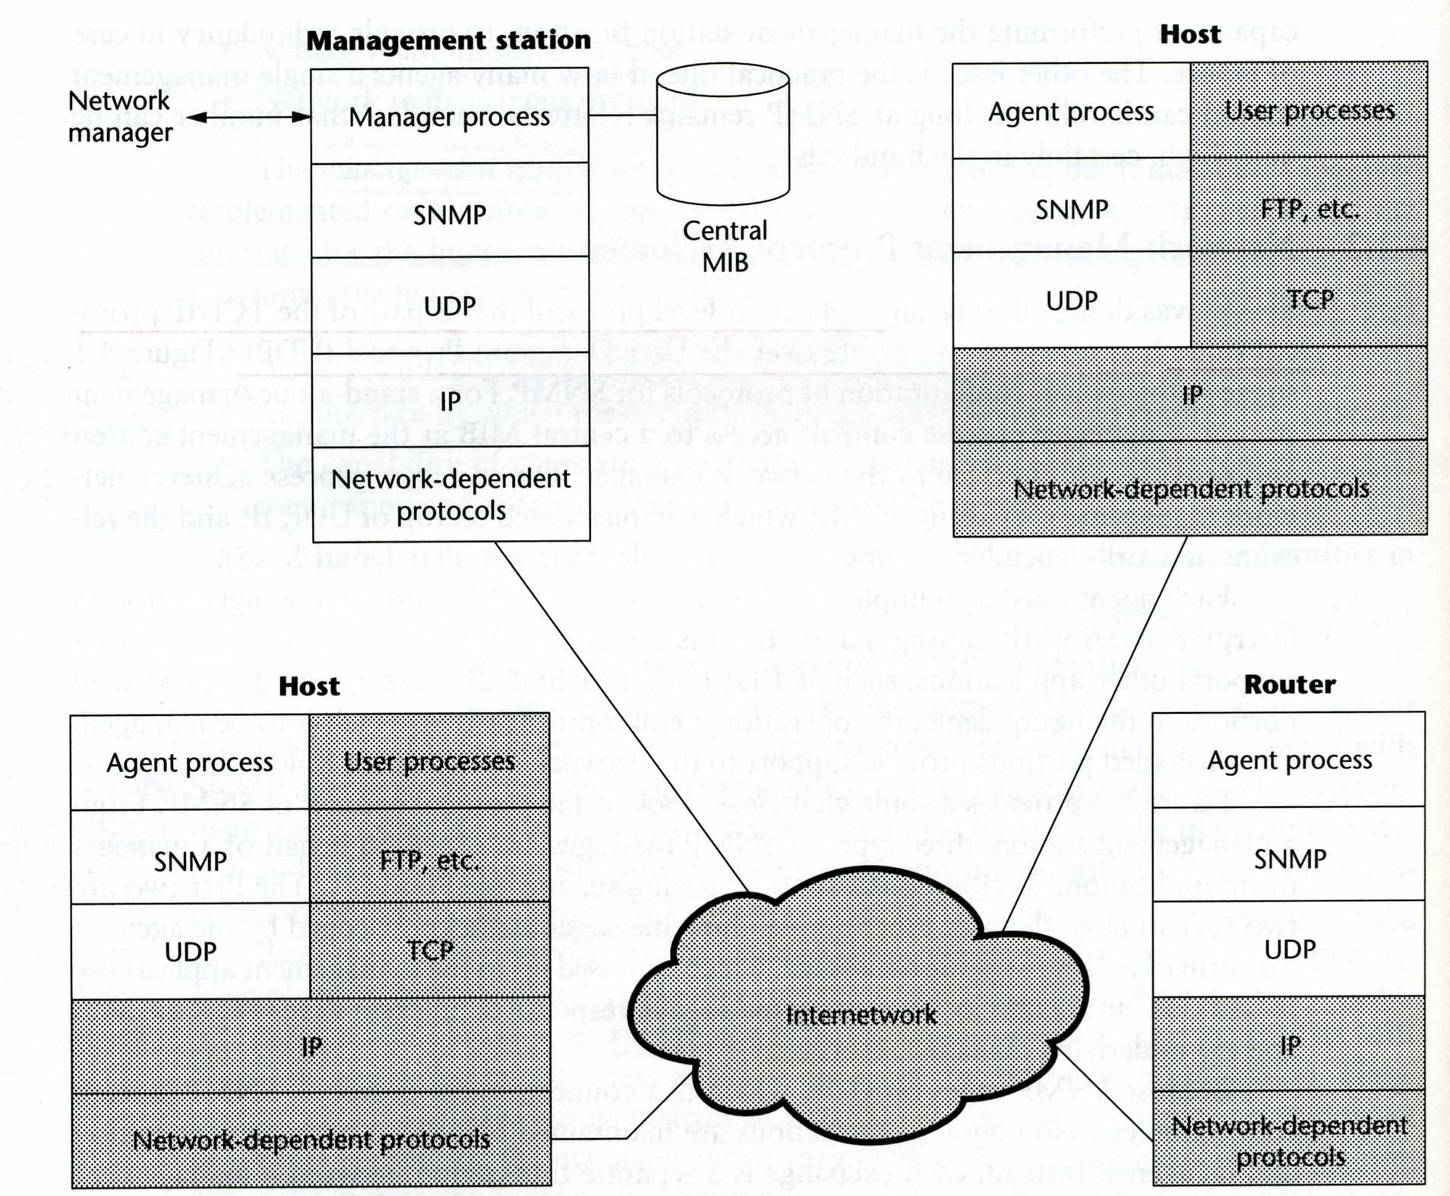 Management station
Host
Network
manager
Manager process
SNMP
UDP
IP
Network-dependent
protocols
Central
MIB
Agent process
User processes
SNMP
FTP, etc.
UDP
TCP
IP
Network-dependent protocols
Host
Agent process
User processes
SNMP
FTP, etc.
UDP
TCP
IP
Network-dependent protocols
Internetwork
Router
Agent process
SNMP
UDP
IP
Network-dependent
protocols